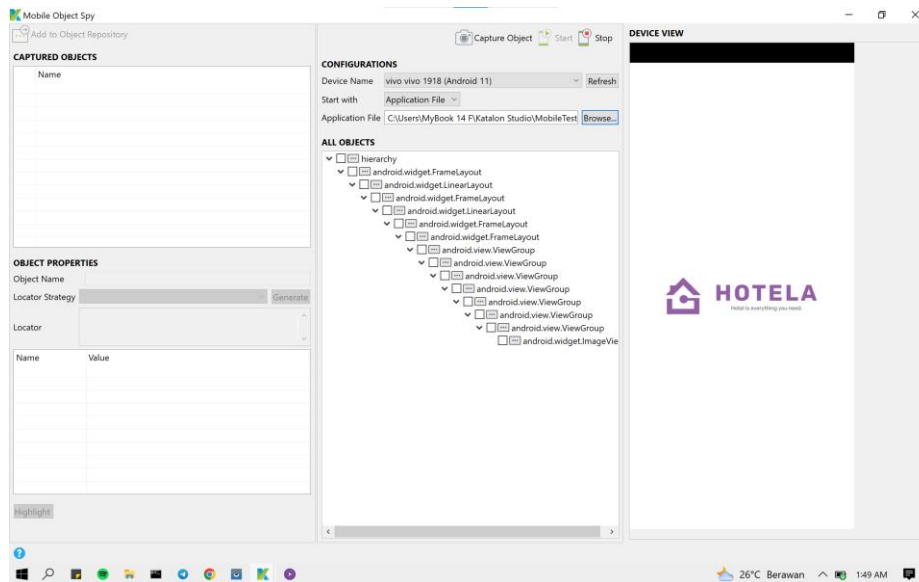 Mobile Object Spy
Add to Object Repository
CAPTURED OBJECTS
Name
OBJECT PROPERTIES
Object Name
Locator Strategy
Generate
Locator
Name Value
Highlight
Capture Object Start Stop
CONFIGURATIONS
Device Name vivo vivo 1918 (Android 11) Refresh
Start with Application File
Application File C:\Users\MyBook 14 F\Katalon Studio\MobileTest Browse...
ALL OBJECTS
hierarchy
android.widget.FrameLayout
android.widget.LinearLayout
android.widget.FrameLayout
android.widget.LinearLayout
android.widget.FrameLayout
android.widget.FrameLayout
android.view.ViewGroup
android.view.ViewGroup
android.view.ViewGroup
android.view.ViewGroup
android.view.ViewGroup
android.view.ViewGroup
android.view.ViewGroup
android.widget.ImageVie
DEVICE VIEW
HOTELA
Hotel is everything you need.
26°C Berawan 1:49 AM